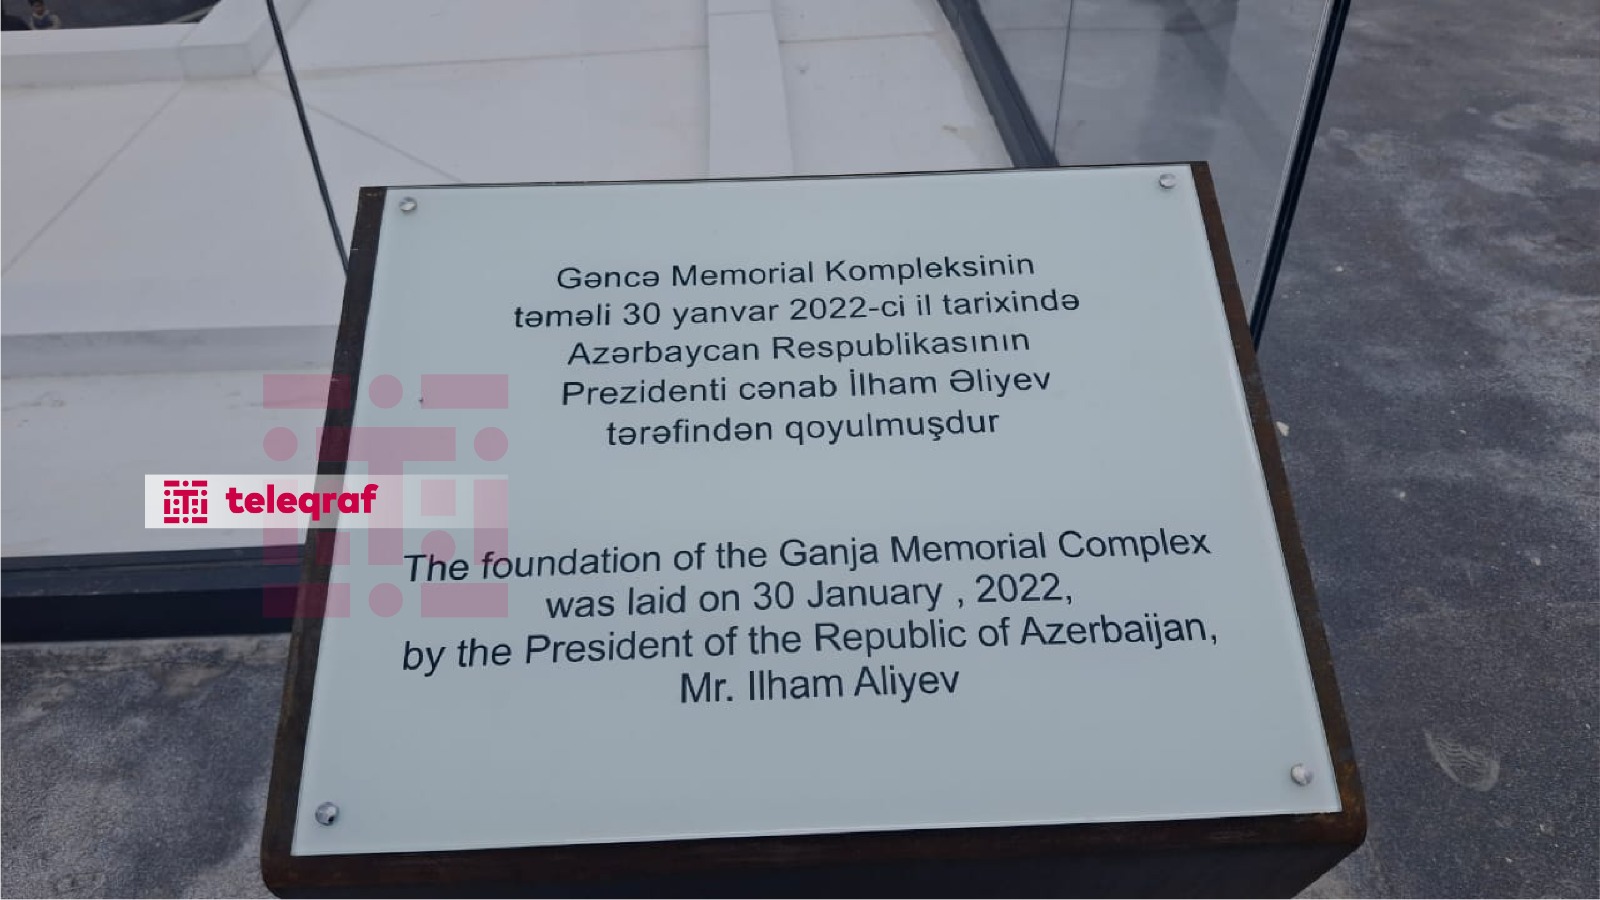 Gəncə Memorial Kompleksinin
təməli 30 yanvar 2022-ci il tarixində
Azərbaycan Respublikasının
Prezidenti cənab İlham Əliyev
tərəfindən qoyulmuşdur
teleqraf
The foundation of the Ganja Memorial Complex
was laid on 30 January , 2022,
by the President of the Republic of Azerbaijan,
Mr. Ilham Aliyev